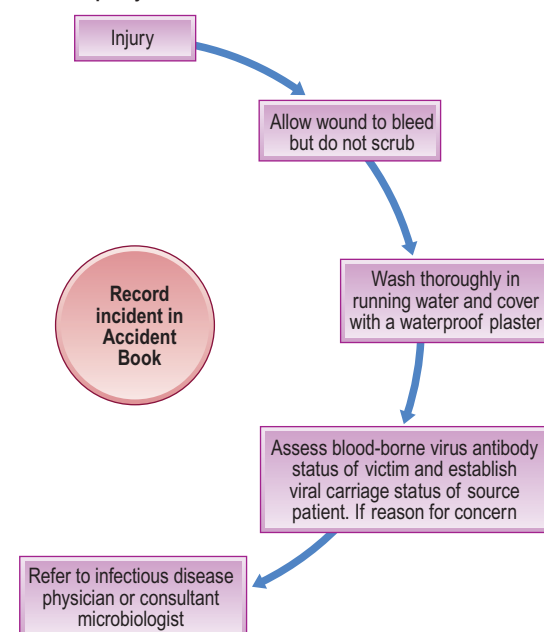 Injury
Allow wound to bleed
but do not scrub
Wash thoroughly in
running water and cover
with a waterproof plaster
Record
incident in
Accident
Book
Assess blood-borne virus antibody
status of victim and establish
viral carriage status of source
patient. If reason for concern
Refer to infectious disease
physician or consultant
microbiologist